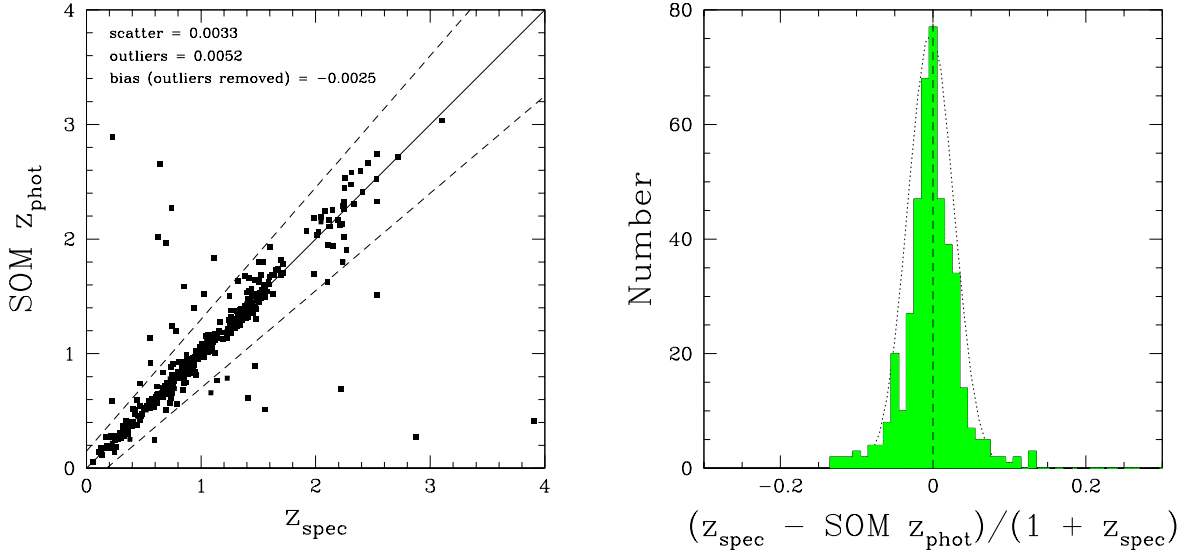 scatter = 0.0033
outliers = 0.0052
bias (outliers removed) = −0.0025
4
3
2
1
0
SOM z_phot
0 1 2 3 4
z_spec
80
60
40
20
0
Number
−0.2 0 0.2
(z_spec − SOM z_phot)/(1 + z_spec)